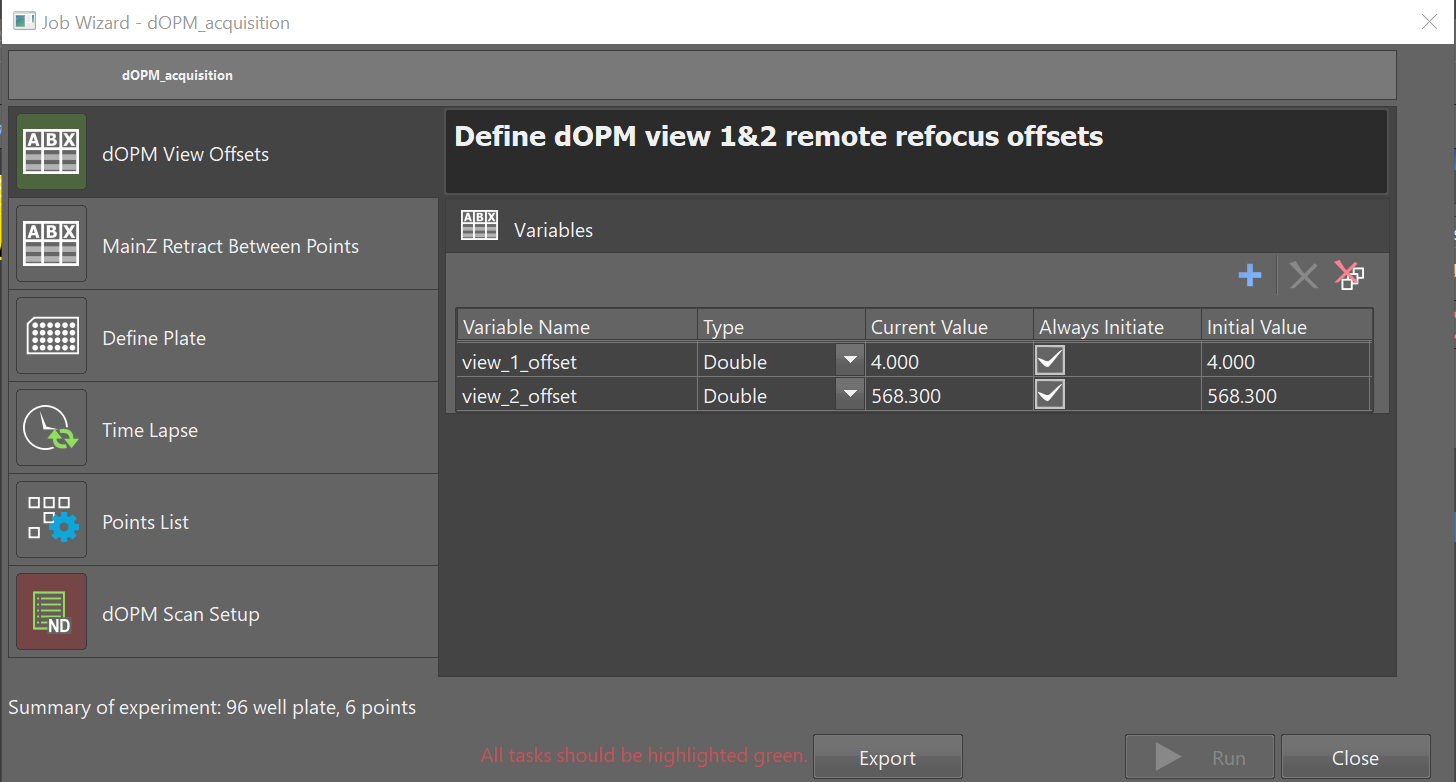 Job Wizard - dOPM_acquisition
dOPM_acquisition
ABX
dOPM View Offsets
ABX
MainZ Retract Between Points
Define Plate
Time Lapse
Points List
ND
dOPM Scan Setup
Define dOPM view 1&2 remote refocus offsets
ABX
Variables
Variable Name Type Current Value Always Initiate Initial Value
view_1_offset Double 4.000 4.000
view_2_offset Double 568.300 568.300
Summary of experiment: 96 well plate, 6 points
All tasks should be highlighted green. Export Run Close